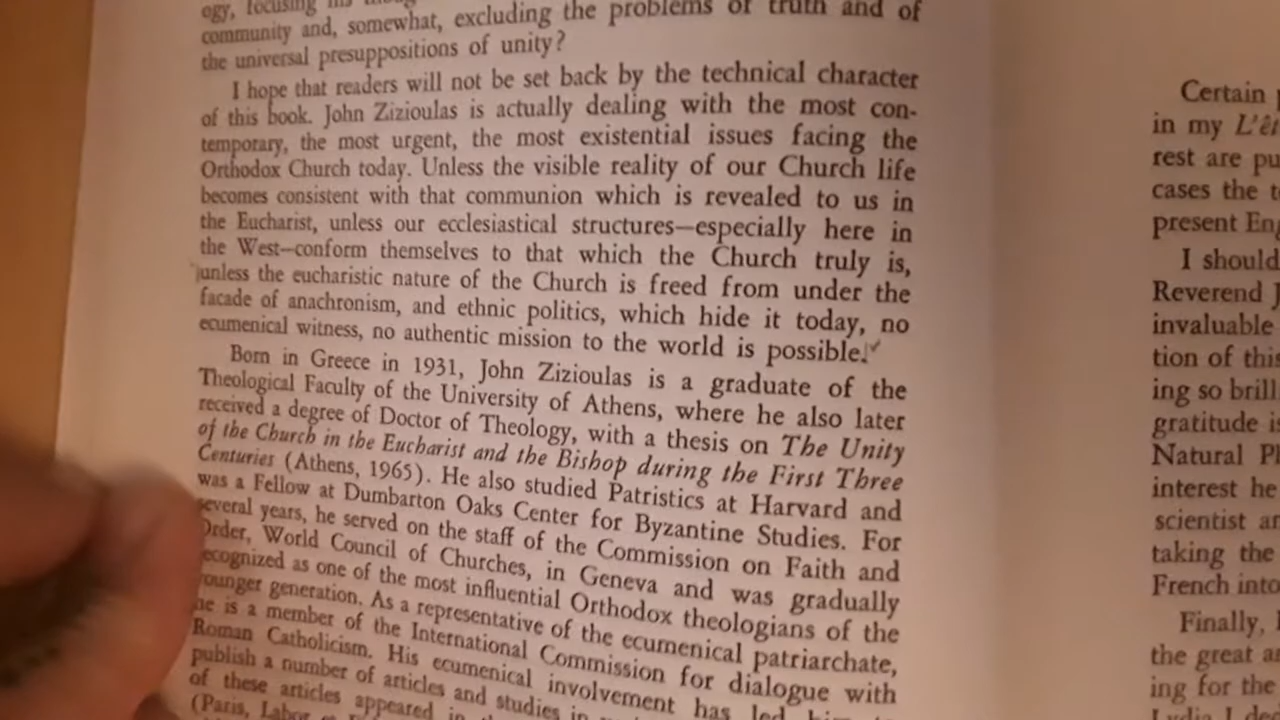 community and, somewhat, excluding the problems of truth and of
the universal presuppositions of unity?
I hope that readers will not be set back by the technical character
of this book. John Zizioulas is actually dealing with the most con-
temporary, the most urgent, the most existential issues facing the
Orthodox Church today. Unless the visible reality of our Church life
becomes consistent with that communion which is revealed to us in
the Eucharist, unless our ecclesiastical structures—especially here in
the West—conform themselves to that which the Church truly is,
unless the eucharistic nature of the Church is freed from under the
facade of anachronism, and ethnic politics, which hide it today, no
ecumenical witness, no authentic mission to the world is possible.
Born in Greece in 1931, John Zizioulas is a graduate of the
Theological Faculty of the University of Athens, where he also later
received a degree of Doctor of Theology, with a thesis on The Unity
of the Church in the Eucharist and the Bishop during the First Three
Centuries (Athens, 1965). He also studied Patristics at Harvard and
was a Fellow at Dumbarton Oaks Center for Byzantine Studies. For
several years, he served on the staff of the Commission on Faith and
Order, World Council of Churches, in Geneva and was gradually
recognized as one of the most influential Orthodox theologians of the
younger generation. As a representative of the ecumenical patriarchate,
he is a member of the International Commission for dialogue with
Roman Catholicism. His ecumenical involvement has led him to
publish a number of articles and studies in
of these articles appeared in
(Paris,
Certain
in my L'ê
rest are pu
cases the t
present En
I should
Reverend J
invaluable
tion of this
ing so brill
gratitude is
Natural P
interest he
scientist a
taking the
French into
Finally,
the great a
ing for the